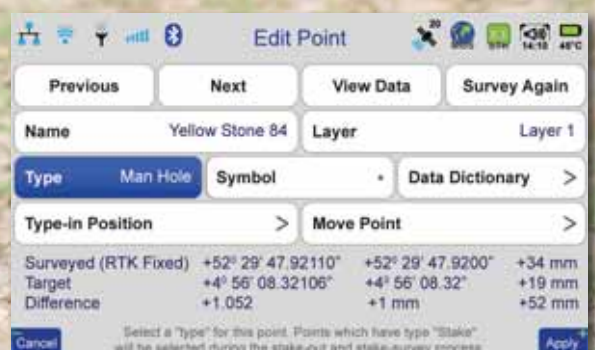 Edit Point
20
14:10 48°C
Previous Next View Data Survey Again
Name Yellow Stone 84 Layer Layer 1
Type Man Hole Symbol Data Dictionary >
Type-in Position > Move Point >
Surveyed (RTK Fixed) +52° 29' 47.92110" +52° 29' 47.9200" +34 mm
Target +4° 56' 08.32106" +4° 56' 08.32" +19 mm
Difference +1.052 +1 mm +52 mm
Select a "type" for this point. Points which have type "Stake"
will be selected during the stake-out and stake-survey process
Cancel Apply